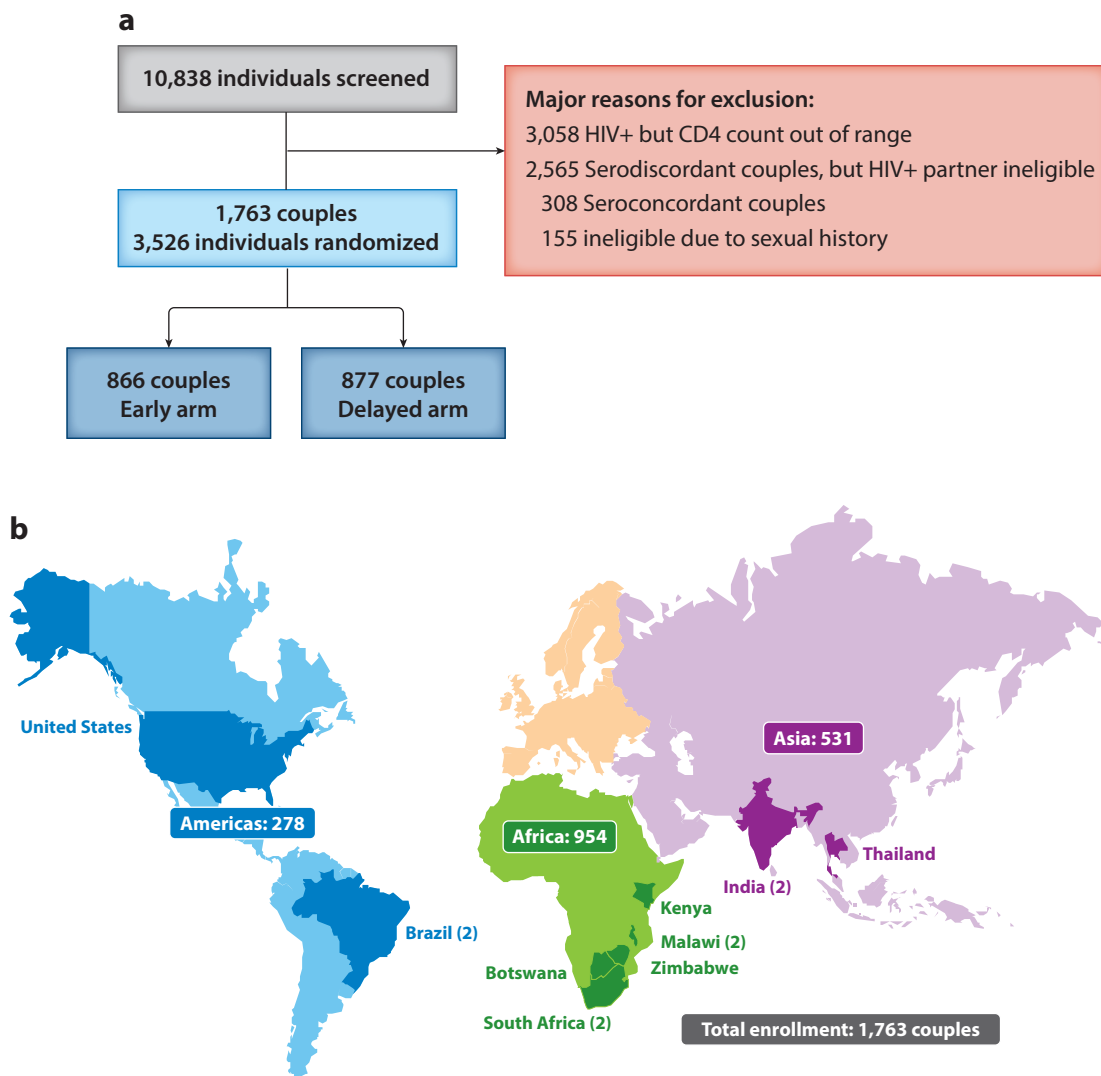 a
10,838 individuals screened
Major reasons for exclusion:
3,058 HIV+ but CD4 count out of range
2,565 Serodiscordant couples, but HIV+ partner ineligible
308 Seroconcordant couples
155 ineligible due to sexual history
1,763 couples
3,526 individuals randomized
866 couples
Early arm
877 couples
Delayed arm
b
United States
Americas: 278
Brazil (2)
Africa: 954
Kenya
Malawi (2)
Zimbabwe
Botswana
South Africa (2)
Asia: 531
Thailand
India (2)
Total enrollment: 1,763 couples